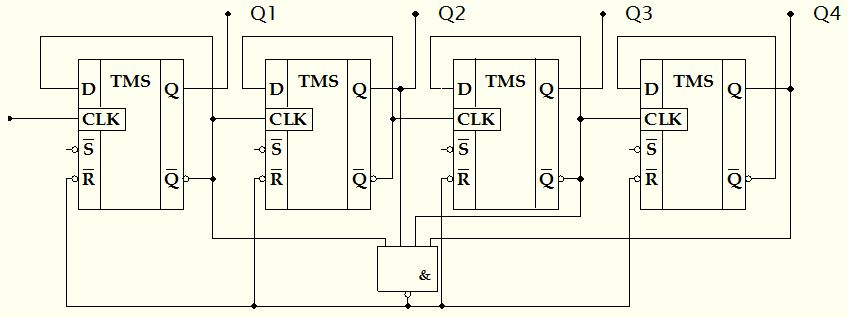 Q1 Q2 Q3 Q4
D TMS Q D TMS Q D TMS Q D TMS Q
CLK CLK CLK CLK
S̅ S̅ S̅ S̅
R̅ Q̅ R̅ Q̅ R̅ Q̅ R̅ Q̅
&